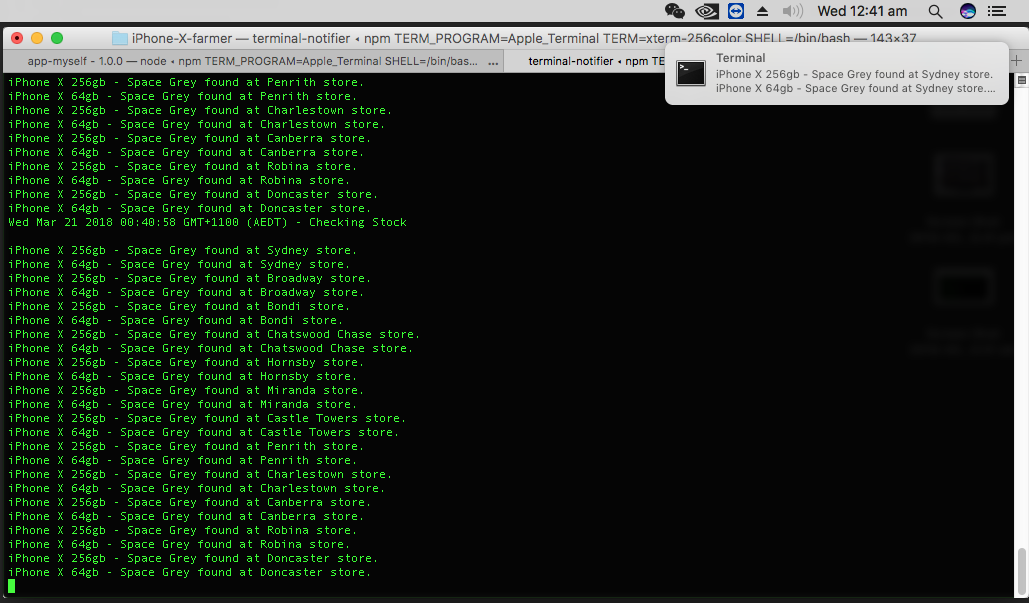 Wed 12:41 am
iPhone-X-farmer — terminal-notifier ◂ npm TERM_PROGRAM=Apple_Terminal TERM=xterm-256color SHELL=/bin/bash — 143×37
app-myself - 1.0.0 — node ◂ npm TERM_PROGRAM=Apple_Terminal SHELL=/bin/bas... ...
terminal-notifier ◂ npm TE
Terminal
iPhone X 256gb - Space Grey found at Sydney store.
iPhone X 64gb - Space Grey found at Sydney store....
iPhone X 256gb - Space Grey found at Penrith store.
iPhone X 64gb - Space Grey found at Penrith store.
iPhone X 256gb - Space Grey found at Charlestown store.
iPhone X 64gb - Space Grey found at Charlestown store.
iPhone X 256gb - Space Grey found at Canberra store.
iPhone X 64gb - Space Grey found at Canberra store.
iPhone X 256gb - Space Grey found at Robina store.
iPhone X 64gb - Space Grey found at Robina store.
iPhone X 256gb - Space Grey found at Doncaster store.
iPhone X 64gb - Space Grey found at Doncaster store.
Wed Mar 21 2018 00:40:58 GMT+1100 (AEDT) - Checking Stock
iPhone X 256gb - Space Grey found at Sydney store.
iPhone X 64gb - Space Grey found at Sydney store.
iPhone X 256gb - Space Grey found at Broadway store.
iPhone X 64gb - Space Grey found at Broadway store.
iPhone X 256gb - Space Grey found at Bondi store.
iPhone X 64gb - Space Grey found at Bondi store.
iPhone X 256gb - Space Grey found at Chatswood Chase store.
iPhone X 64gb - Space Grey found at Chatswood Chase store.
iPhone X 256gb - Space Grey found at Hornsby store.
iPhone X 64gb - Space Grey found at Hornsby store.
iPhone X 256gb - Space Grey found at Miranda store.
iPhone X 64gb - Space Grey found at Miranda store.
iPhone X 256gb - Space Grey found at Castle Towers store.
iPhone X 64gb - Space Grey found at Castle Towers store.
iPhone X 256gb - Space Grey found at Penrith store.
iPhone X 64gb - Space Grey found at Penrith store.
iPhone X 256gb - Space Grey found at Charlestown store.
iPhone X 64gb - Space Grey found at Charlestown store.
iPhone X 256gb - Space Grey found at Canberra store.
iPhone X 64gb - Space Grey found at Canberra store.
iPhone X 256gb - Space Grey found at Robina store.
iPhone X 64gb - Space Grey found at Robina store.
iPhone X 256gb - Space Grey found at Doncaster store.
iPhone X 64gb - Space Grey found at Doncaster store.